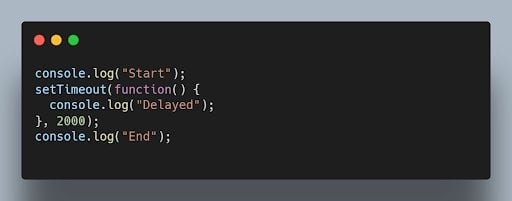 console.log("Start");
setTimeout(function() {
  console.log("Delayed");
}, 2000);
console.log("End");